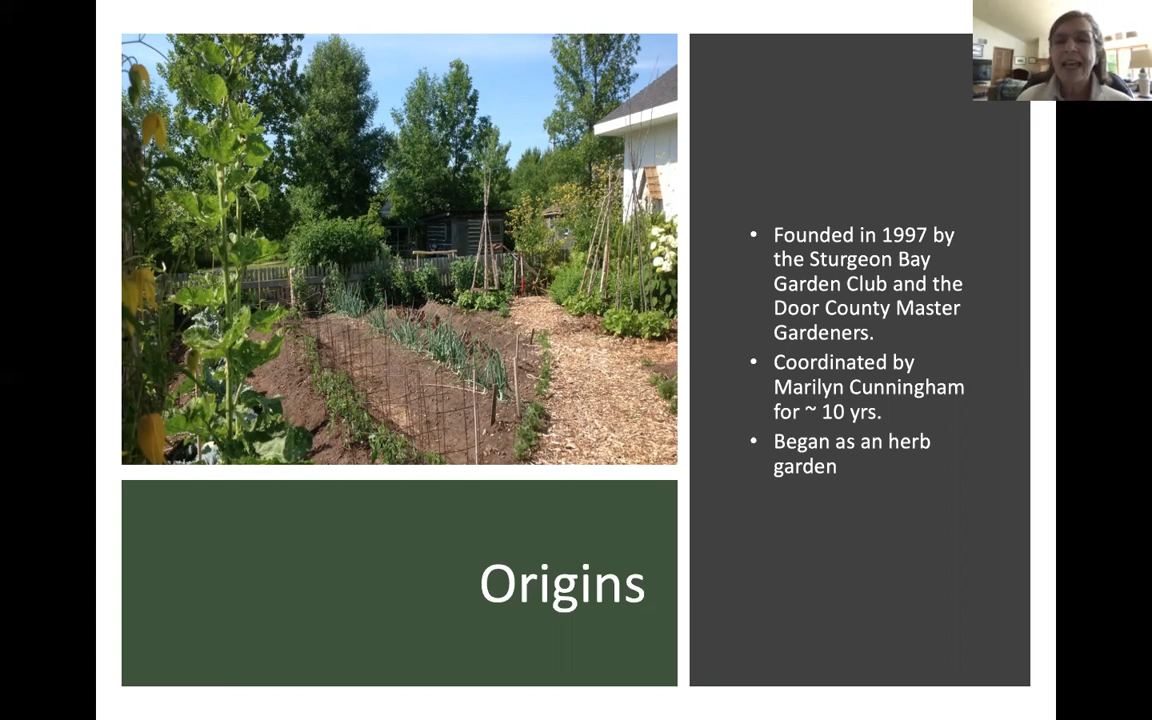 • Founded in 1997 by
the Sturgeon Bay
Garden Club and the
Door County Master
Gardeners.
• Coordinated by
Marilyn Cunningham
for ~ 10 yrs.
• Began as an herb
garden
Origins